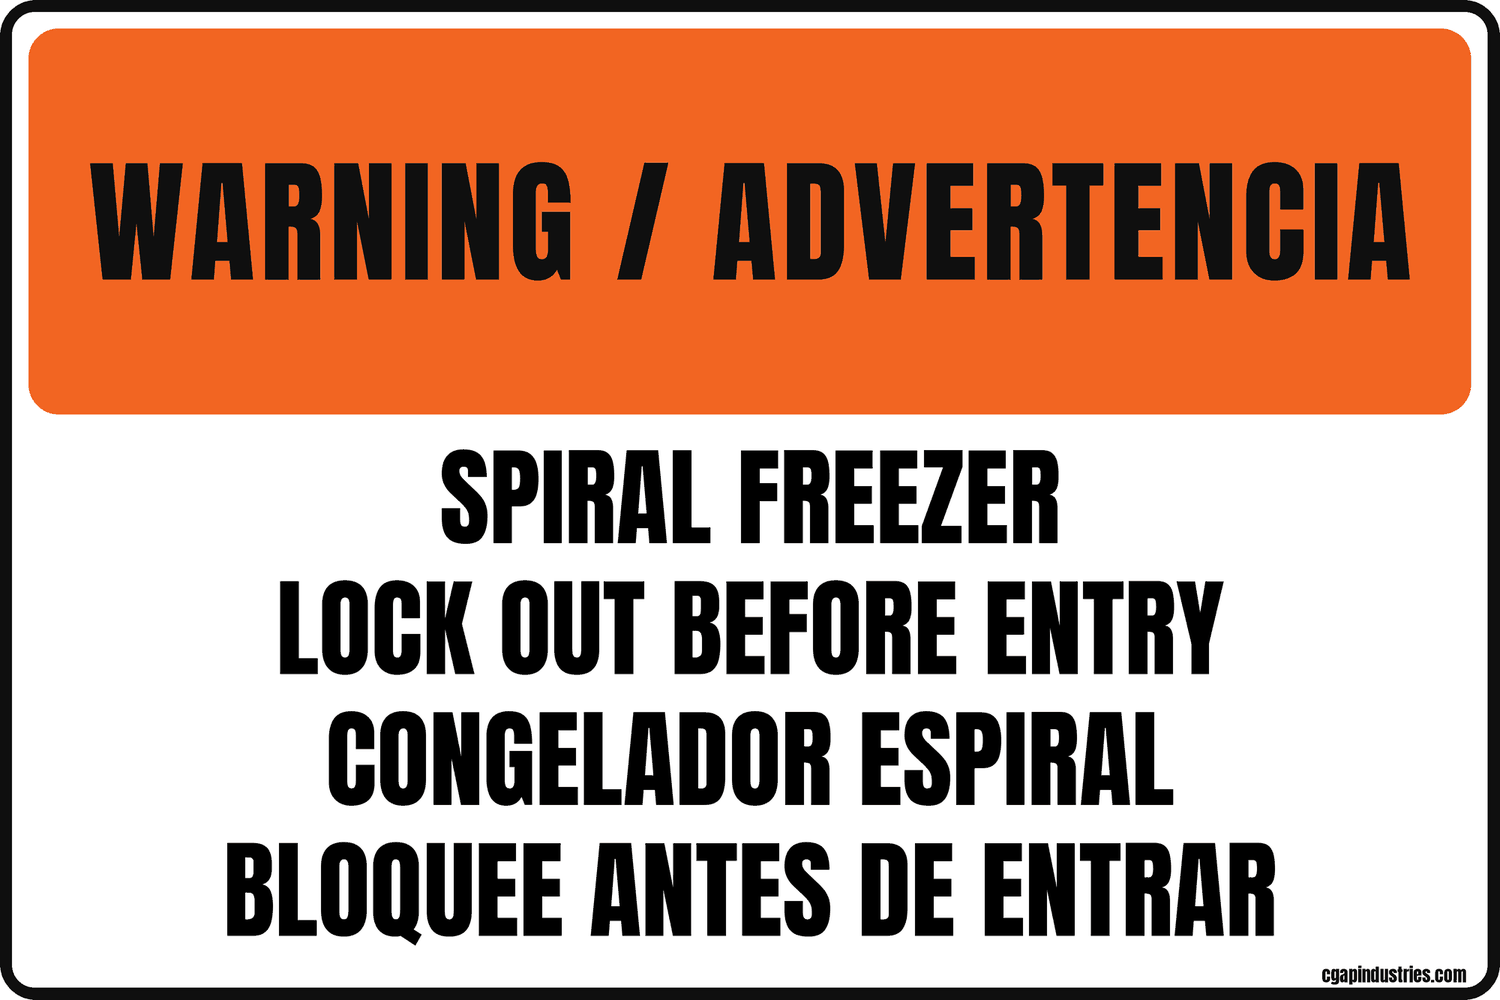 WARNING / ADVERTENCIA
SPIRAL FREEZER
LOCK OUT BEFORE ENTRY
CONGELADOR ESPIRAL
BLOQUEE ANTES DE ENTRAR
cgapindustries.com